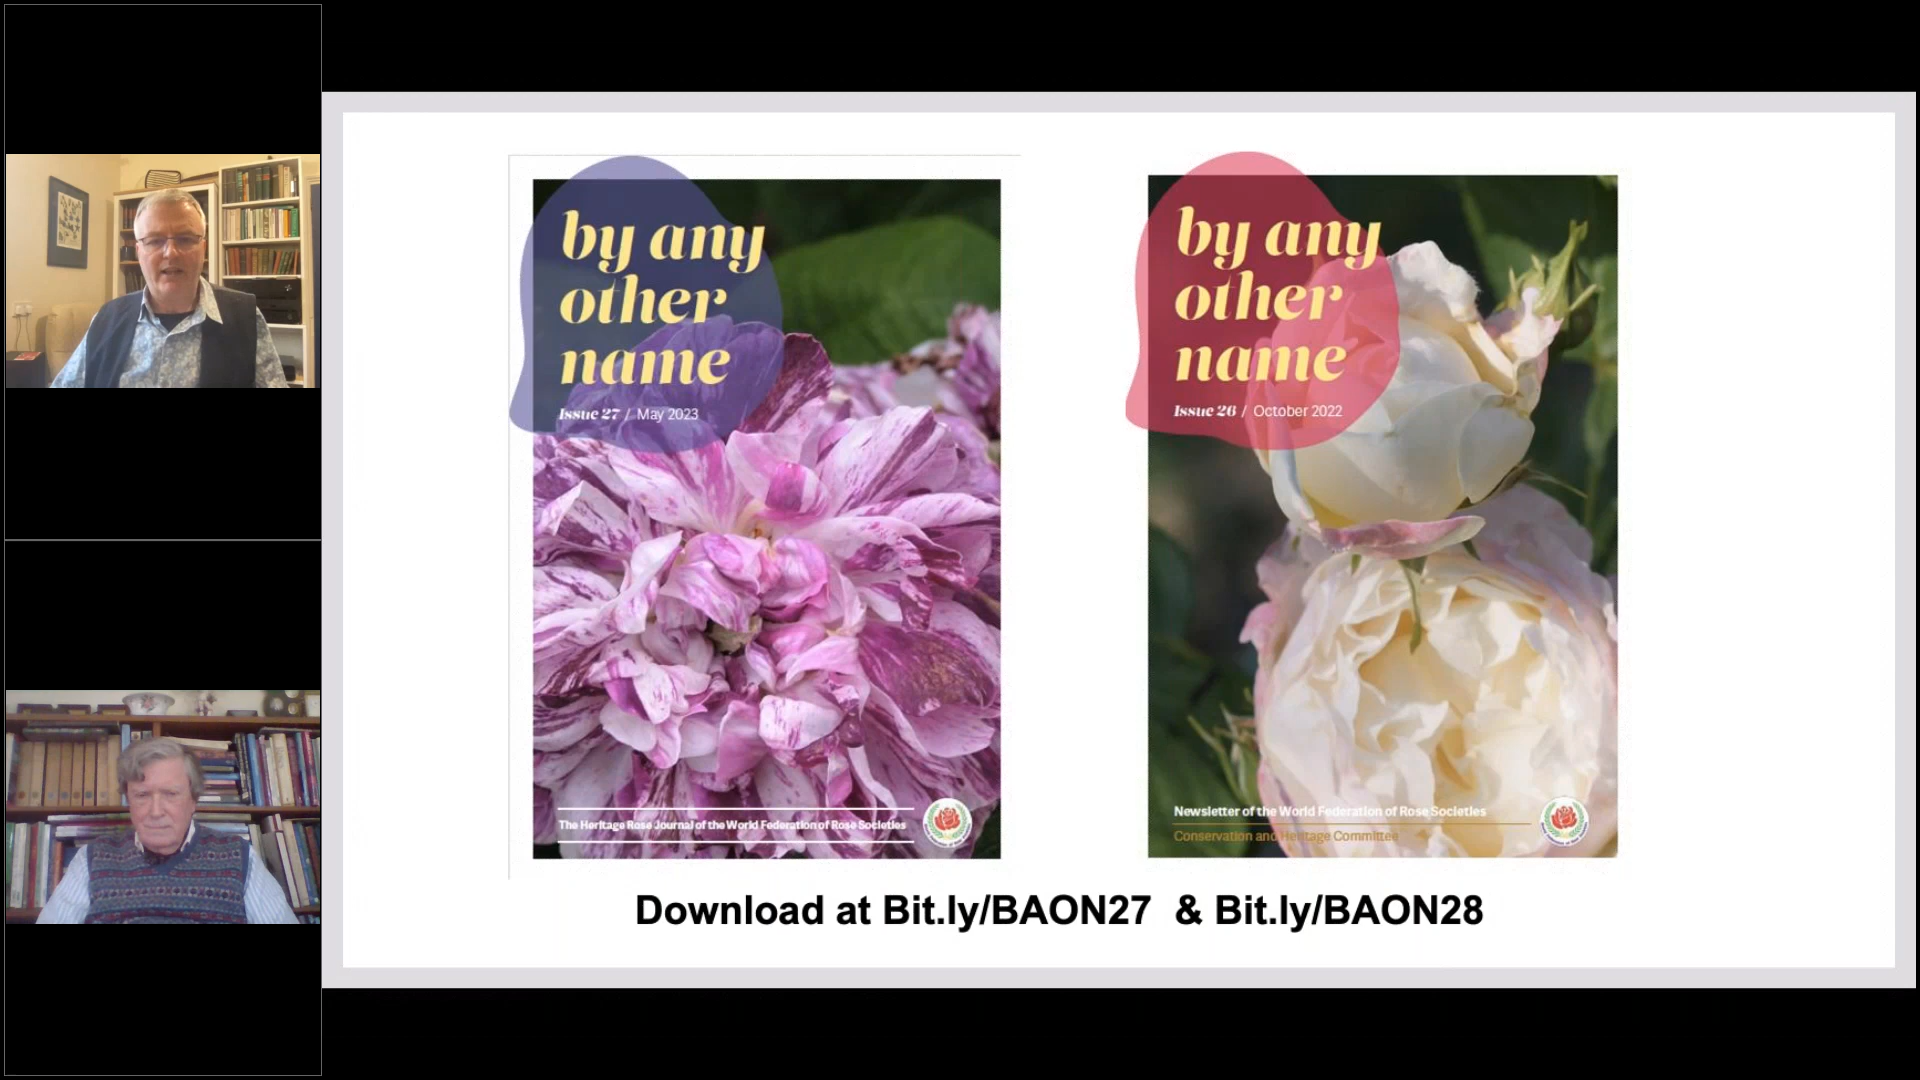 by any
other
name
Issue 27 / May 2023
The Heritage Rose Journal of the World Federation of Rose Societies
by any
other
name
Issue 26 / October 2022
Newsletter of the World Federation of Rose Societies
Conservation and Heritage Committee
Download at Bit.ly/BAON27 & Bit.ly/BAON28